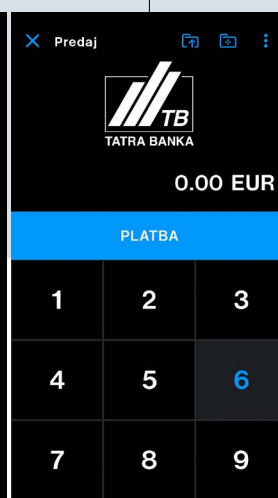 Predaj
TB
TATRA BANKA
0.00 EUR
PLATBA
1 2 3
4 5 6
7 8 9